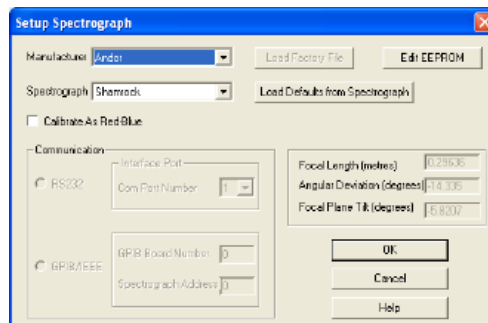 Setup Spectrograph
Manufacturer Andor
Load Factory File
Edit EEPROM
Spectrograph Shamrock
Load Defaults from Spectrograph
Calibrate As Red Blue
Communication
Interface Port
RS232
Com Port Number 1
GPIB/IEEE
GPIB Board Number 0
Spectrograph Address 0
Focal Length (metres) 0.29636
Angular Deviation (degrees) -14.336
Focal Plane Tilt (degrees) -5.8207
OK
Cancel
Help